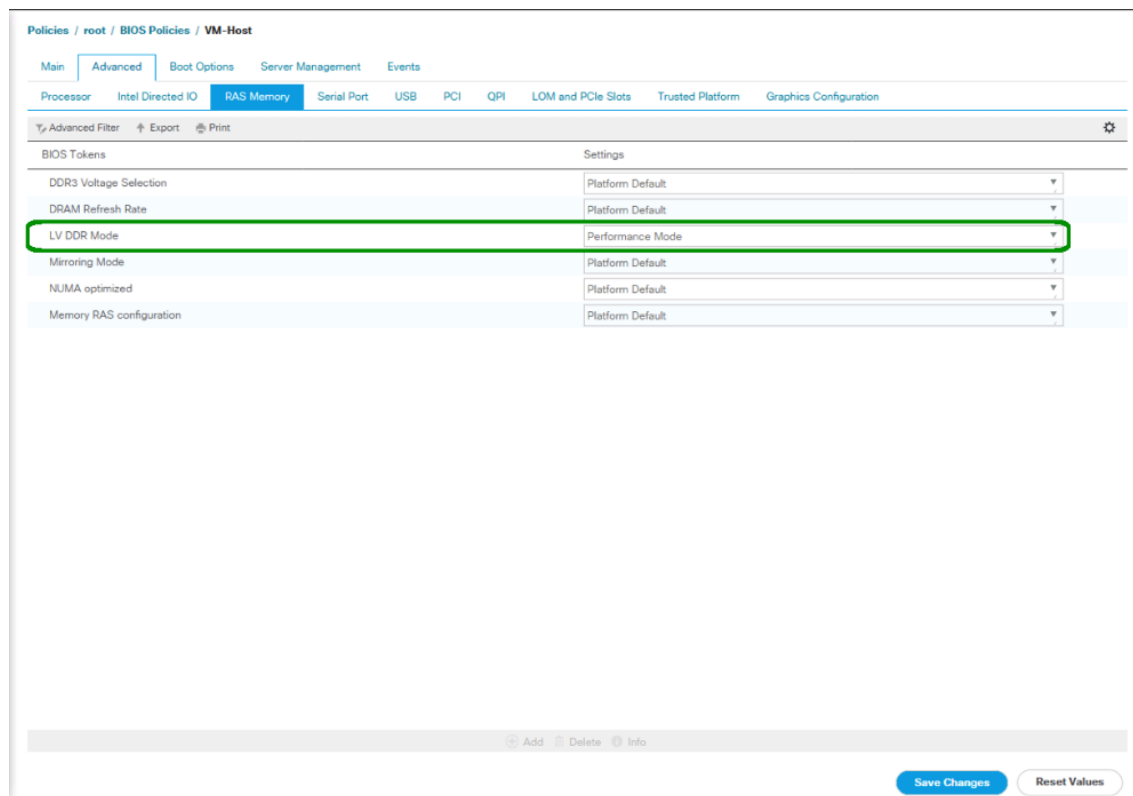 Policies / root / BIOS Policies / VM-Host
Main Advanced Boot Options Server Management Events
Processor Intel Directed IO RAS Memory Serial Port USB PCI QPI LOM and PCIe Slots Trusted Platform Graphics Configuration
Advanced Filter Export Print
BIOS Tokens Settings
DDR3 Voltage Selection Platform Default
DRAM Refresh Rate Platform Default
LV DDR Mode Performance Mode
Mirroring Mode Platform Default
NUMA optimized Platform Default
Memory RAS configuration Platform Default
Add Delete Info
Save Changes Reset Values